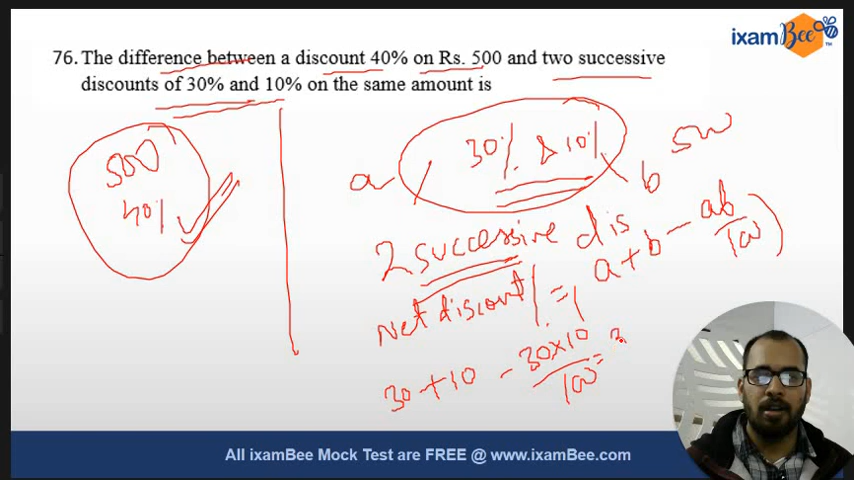 ixamBee
76. The difference between a discount 40% on Rs. 500 and two successive
discounts of 30% and 10% on the same amount is
500
40%
30% & 10%
500
a
b
2 successive dis
Net discount % = (a + b - ab/100)
30 + 10 - 30×10/100 = 3
All ixamBee Mock Test are FREE @ www.ixamBee.com